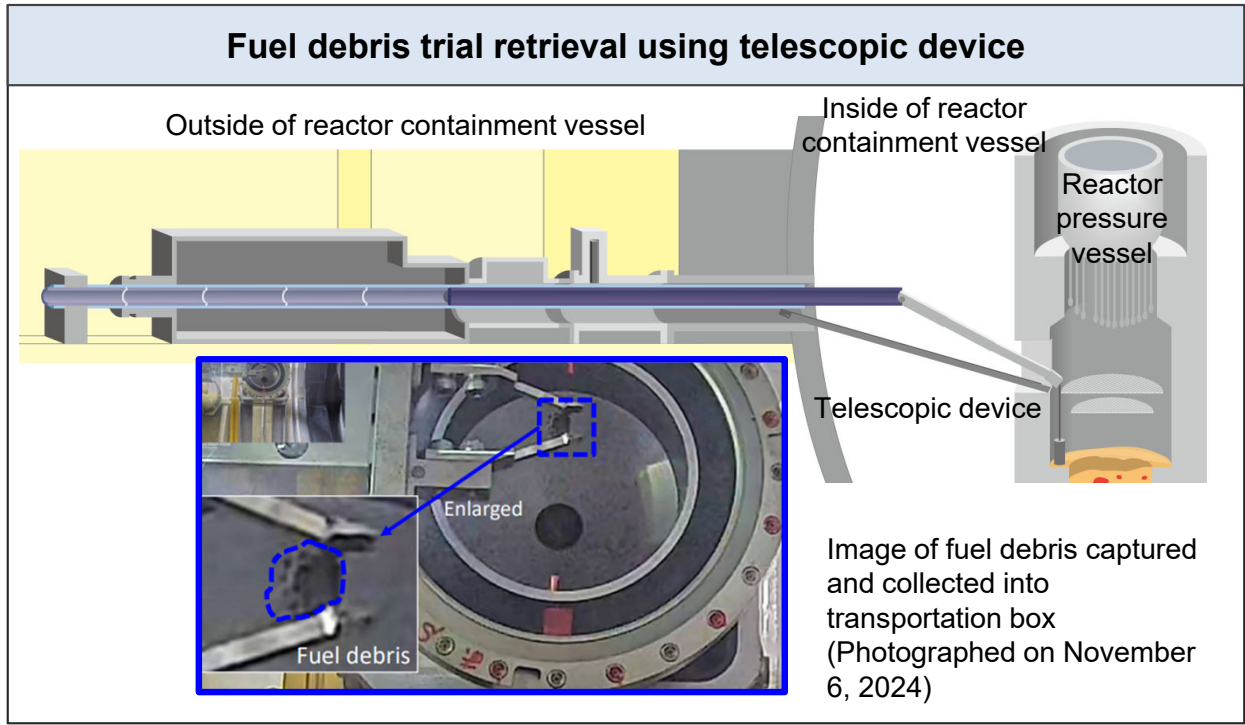 Fuel debris trial retrieval using telescopic device
Outside of reactor containment vessel
Inside of reactor
containment vessel
Reactor
pressure
vessel
Telescopic device
Enlarged
Fuel debris
Image of fuel debris captured
and collected into
transportation box
(Photographed on November
6, 2024)